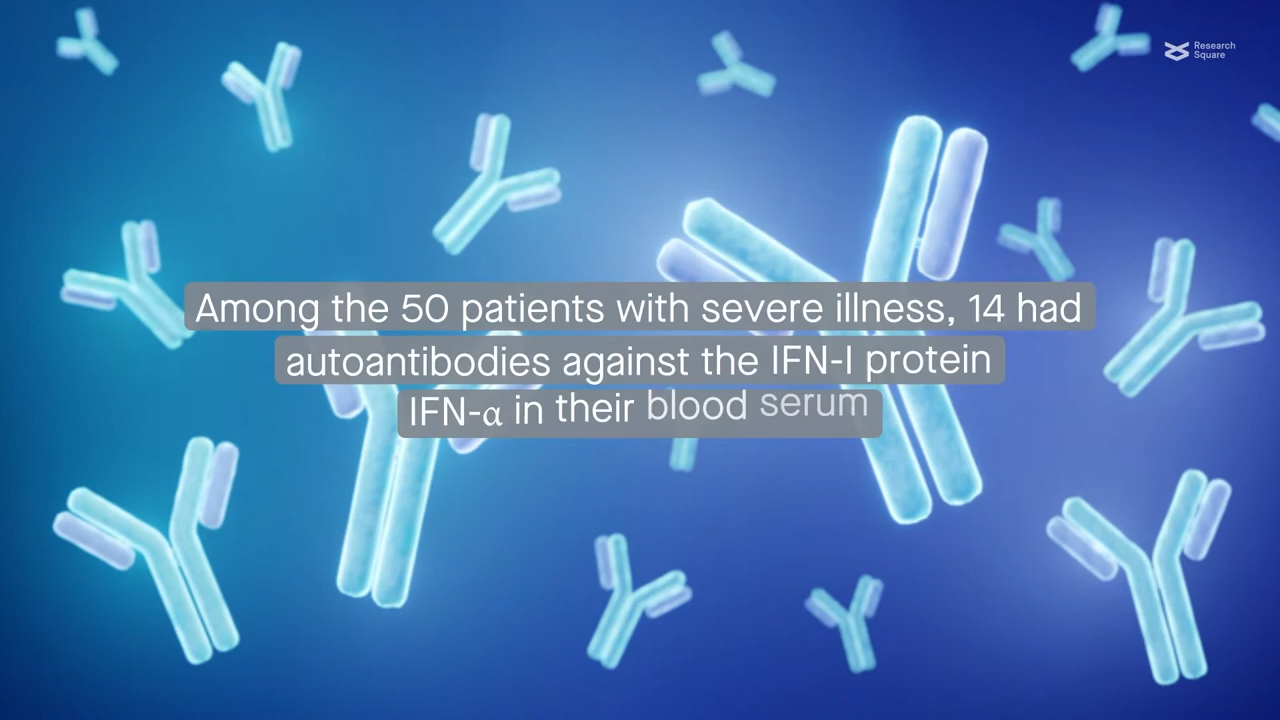 Research
Square
Among the 50 patients with severe illness, 14 had
autoantibodies against the IFN-I protein
IFN-α in their blood serum